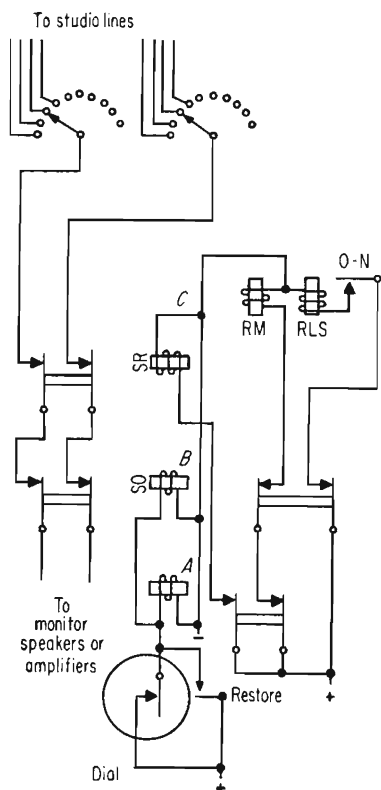 To studio lines
O-N
C
RM
RLS
SR
B
SO
A
To
monitor
speakers or
amplifiers
−
Restore
+
Dial
+